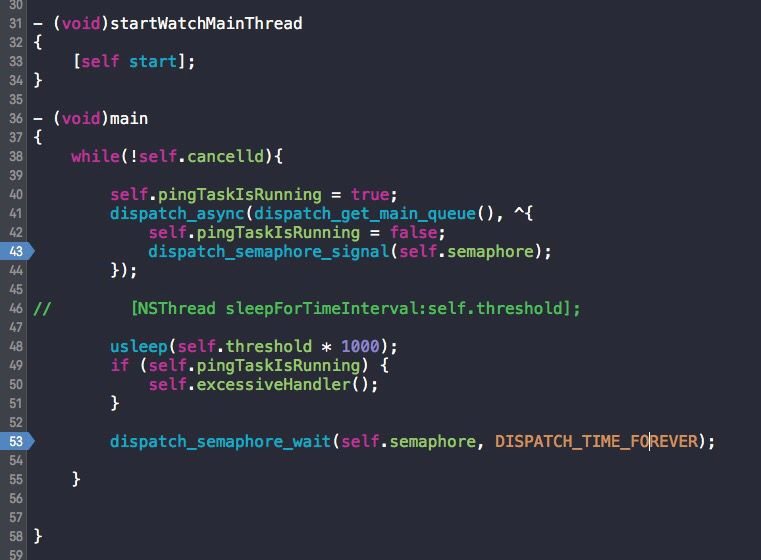 30
31 - (void)startWatchMainThread
32 {
33     [self start];
34 }
35
36 - (void)main
37 {
38     while(!self.cancelld){
39
40         self.pingTaskIsRunning = true;
41         dispatch_async(dispatch_get_main_queue(), ^{
42             self.pingTaskIsRunning = false;
43             dispatch_semaphore_signal(self.semaphore);
44         });
45
46 //        [NSThread sleepForTimeInterval:self.threshold];
47
48         usleep(self.threshold * 1000);
49         if (self.pingTaskIsRunning) {
50             self.excessiveHandler();
51         }
52
53         dispatch_semaphore_wait(self.semaphore, DISPATCH_TIME_FOREVER);
54
55     }
56
57
58 }
59